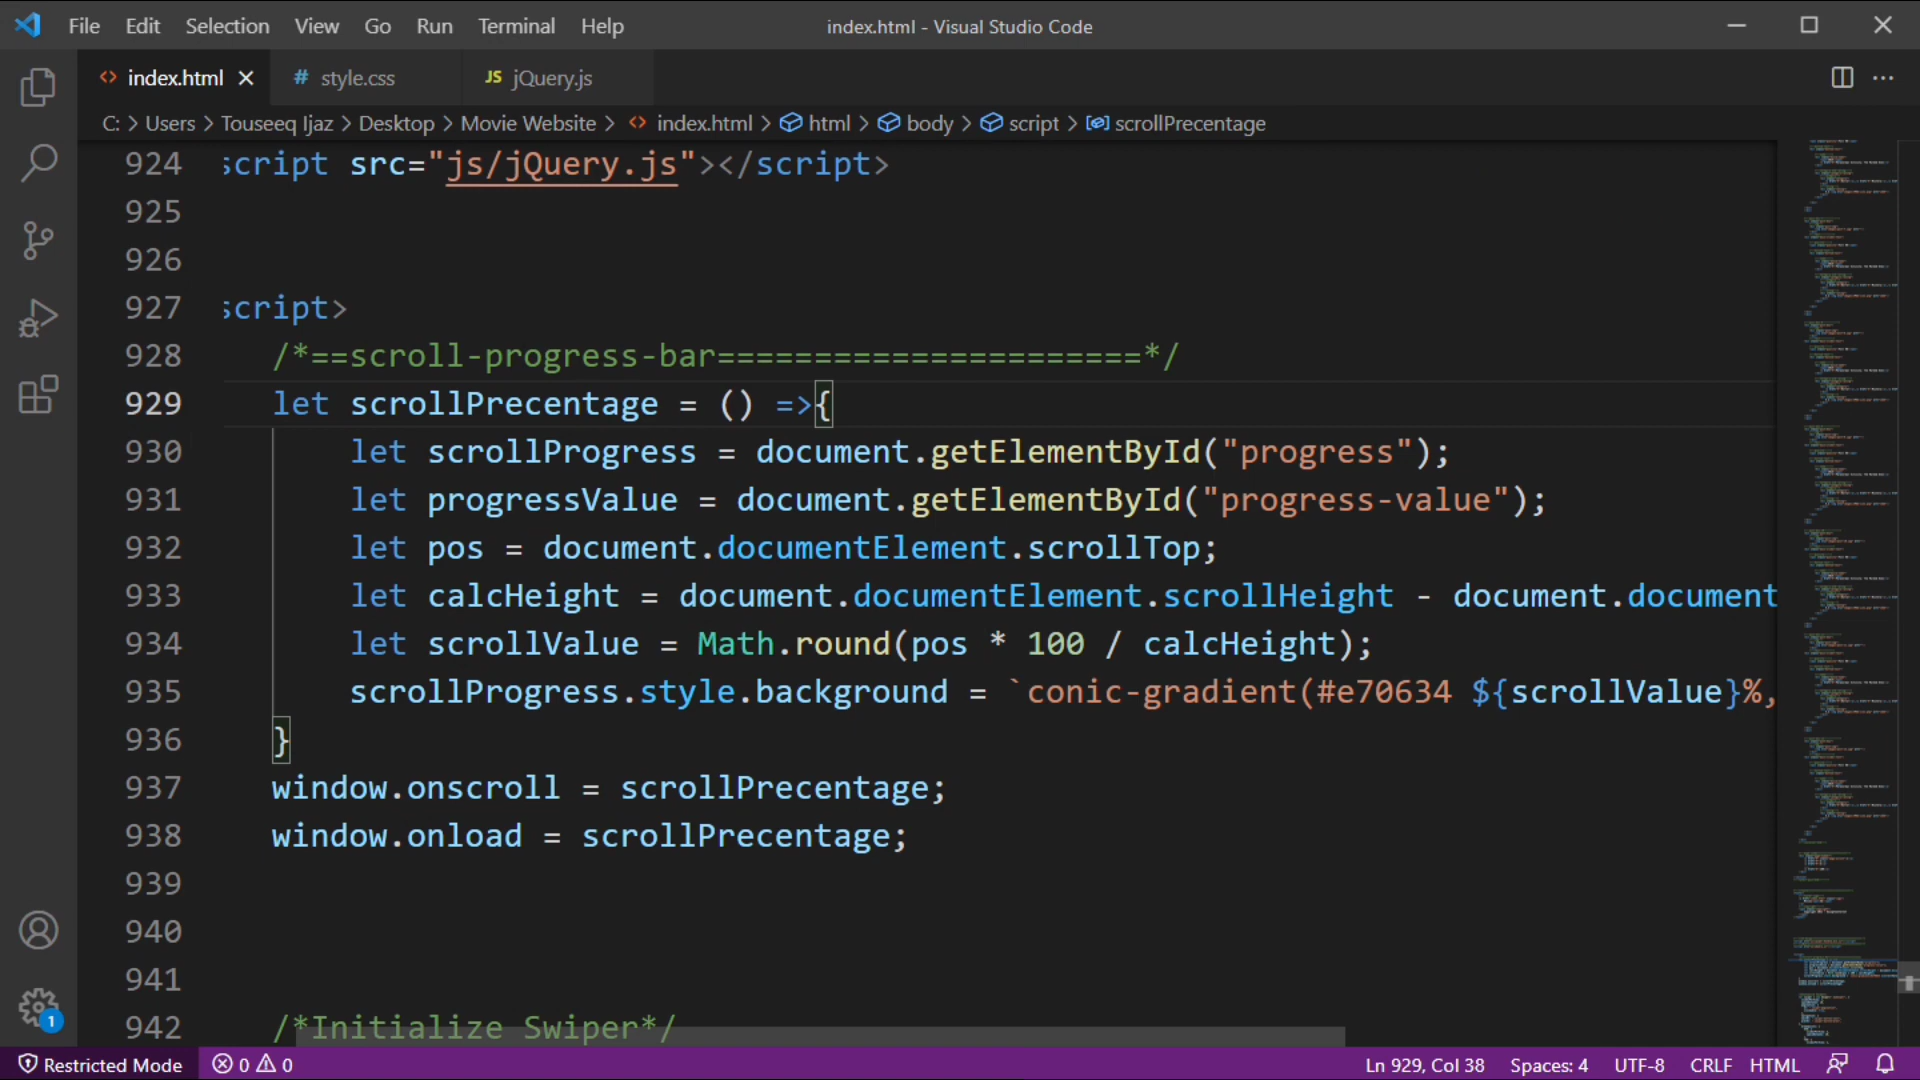 File Edit Selection View Go Run Terminal Help index.html - Visual Studio Code
index.html # style.css JS jQuery.js
C: > Users > Touseeq Ijaz > Desktop > Movie Website > index.html > html > body > script > scrollPrecentage
924 script src="js/jQuery.js"></script>
925
926
927 script>
928 /*==scroll-progress-bar======================*/
929 let scrollPrecentage = () =>{
930 let scrollProgress = document.getElementById("progress");
931 let progressValue = document.getElementById("progress-value");
932 let pos = document.documentElement.scrollTop;
933 let calcHeight = document.documentElement.scrollHeight - document.document
934 let scrollValue = Math.round(pos * 100 / calcHeight);
935 scrollProgress.style.background = `conic-gradient(#e70634 ${scrollValue}%,
936 }
937 window.onscroll = scrollPrecentage;
938 window.onload = scrollPrecentage;
939
940
941
942 /*Initialize Swiper*/
1
Restricted Mode 0 0 Ln 929, Col 38 Spaces: 4 UTF-8 CRLF HTML